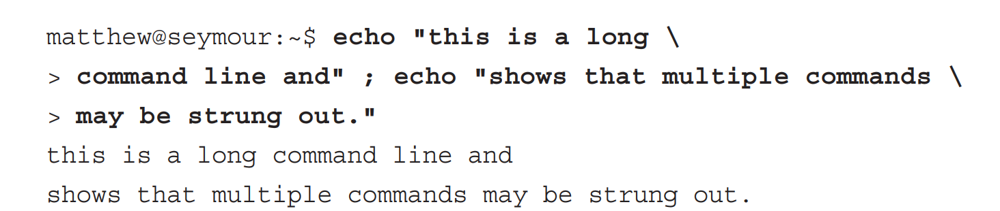 matthew@seymour:~$ echo "this is a long \
> command line and" ; echo "shows that multiple commands \
> may be strung out."
this is a long command line and
shows that multiple commands may be strung out.